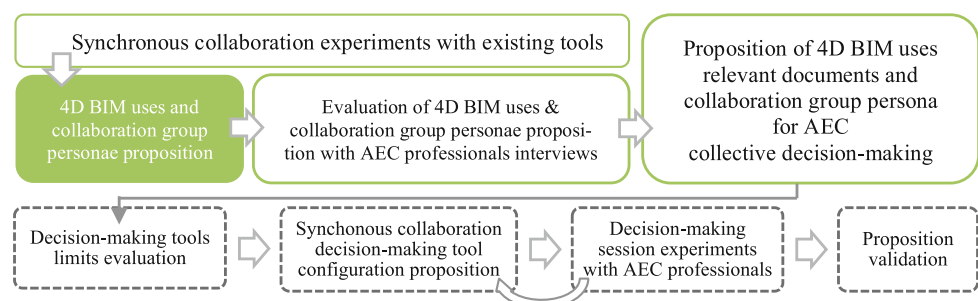 Synchronous collaboration experiments with existing tools
4D BIM uses and
collaboration group
personae proposition
Evaluation of 4D BIM uses &
collaboration group personae proposi-
tion with AEC professionals interviews
Proposition of 4D BIM uses
relevant documents and
collaboration group persona
for AEC
collective decision-making
Decision-making tools
limits evaluation
Synchonous collaboration
decision-making tool
configuration proposition
Decision-making
session experiments
with AEC professionals
Proposition
validation